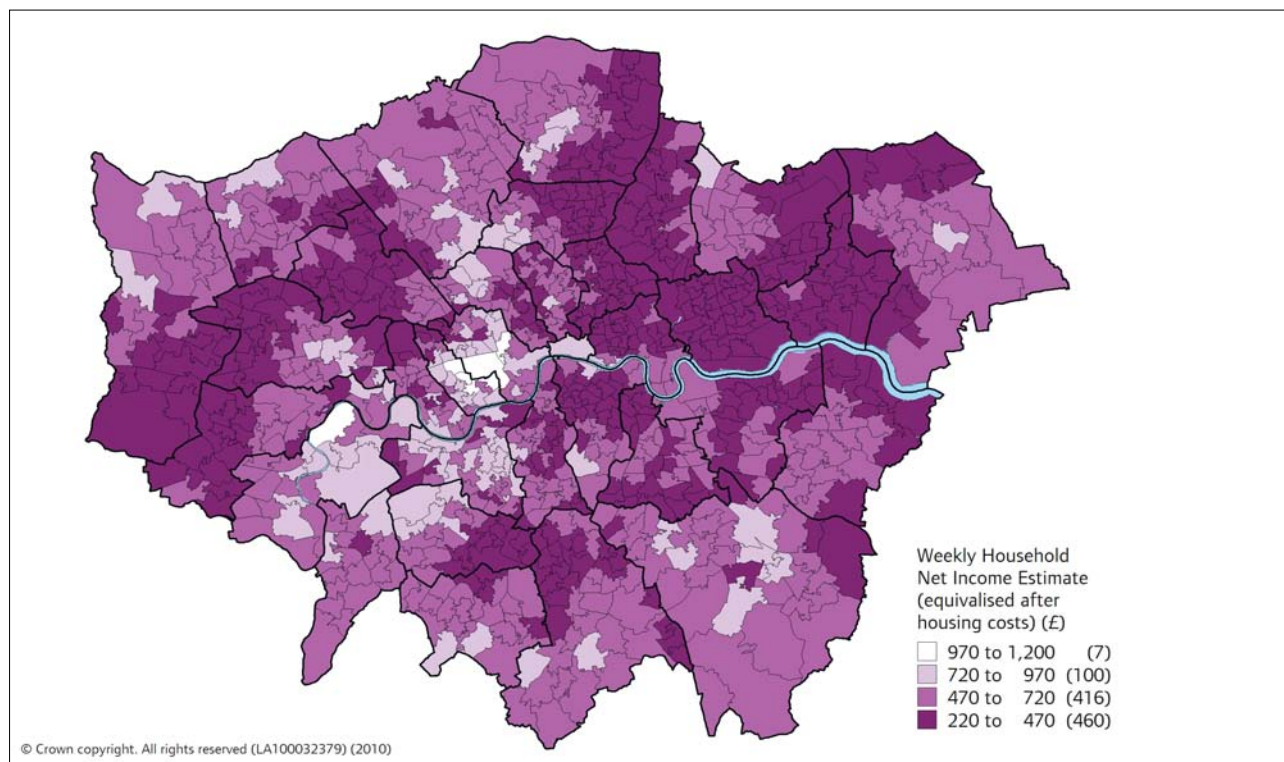 Weekly Household
Net Income Estimate
(equivalised after
housing costs) (£)
970 to 1,200 (7)
720 to 970 (100)
470 to 720 (416)
220 to 470 (460)
© Crown copyright. All rights reserved (LA100032379) (2010)